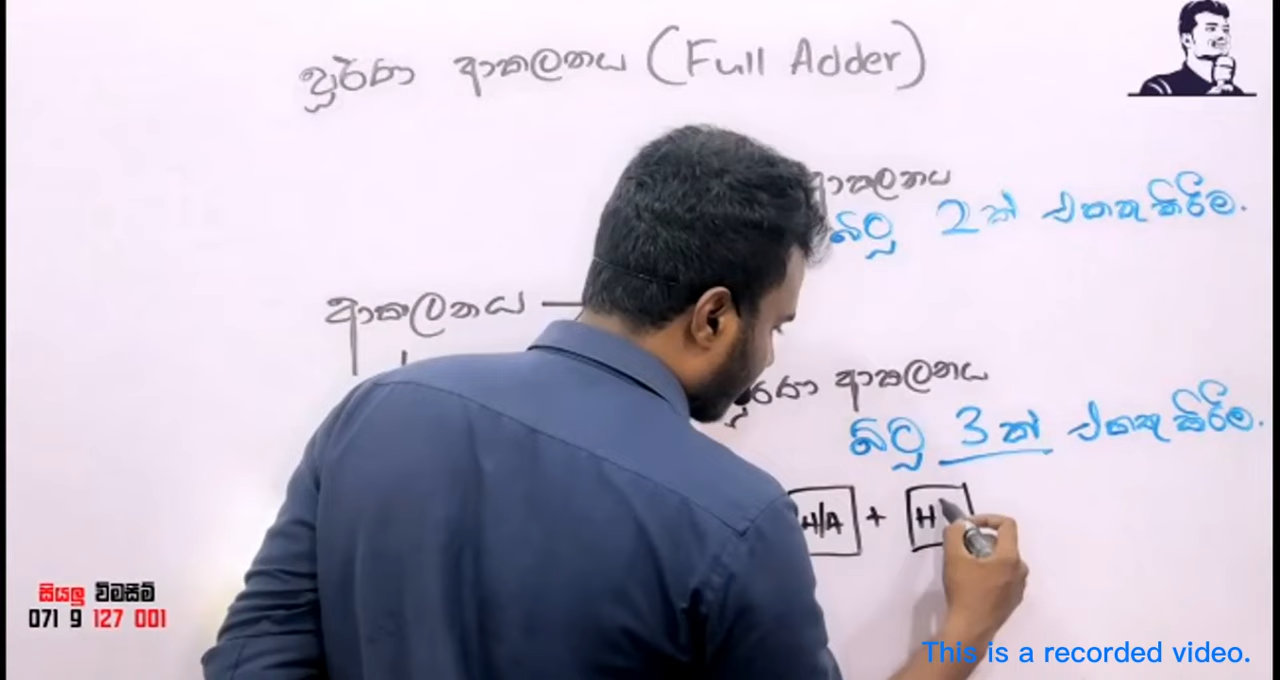 පූර්ණ ආකලනය (Full Adder)
ආකලනය
බිටු 2ක් එකතු කිරීම.
ආකලනය
ආකලනය
බිටු 3ක් එකතු කිරීම.
H/A + H
සියලු විමසීම්
071 9 127 001
This is a recorded video.